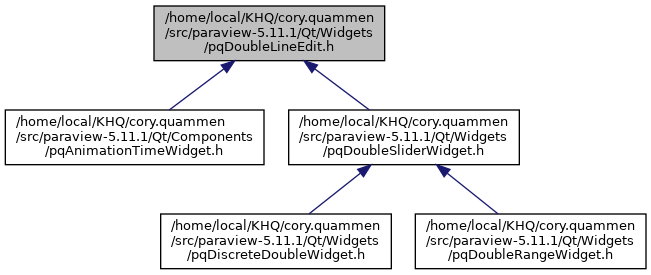 /home/local/KHQ/cory.quammen
/src/paraview-5.11.1/Qt/Widgets
/pqDoubleLineEdit.h
/home/local/KHQ/cory.quammen
/src/paraview-5.11.1/Qt/Components
/pqAnimationTimeWidget.h
/home/local/KHQ/cory.quammen
/src/paraview-5.11.1/Qt/Widgets
/pqDoubleSliderWidget.h
/home/local/KHQ/cory.quammen
/src/paraview-5.11.1/Qt/Widgets
/pqDiscreteDoubleWidget.h
/home/local/KHQ/cory.quammen
/src/paraview-5.11.1/Qt/Widgets
/pqDoubleRangeWidget.h